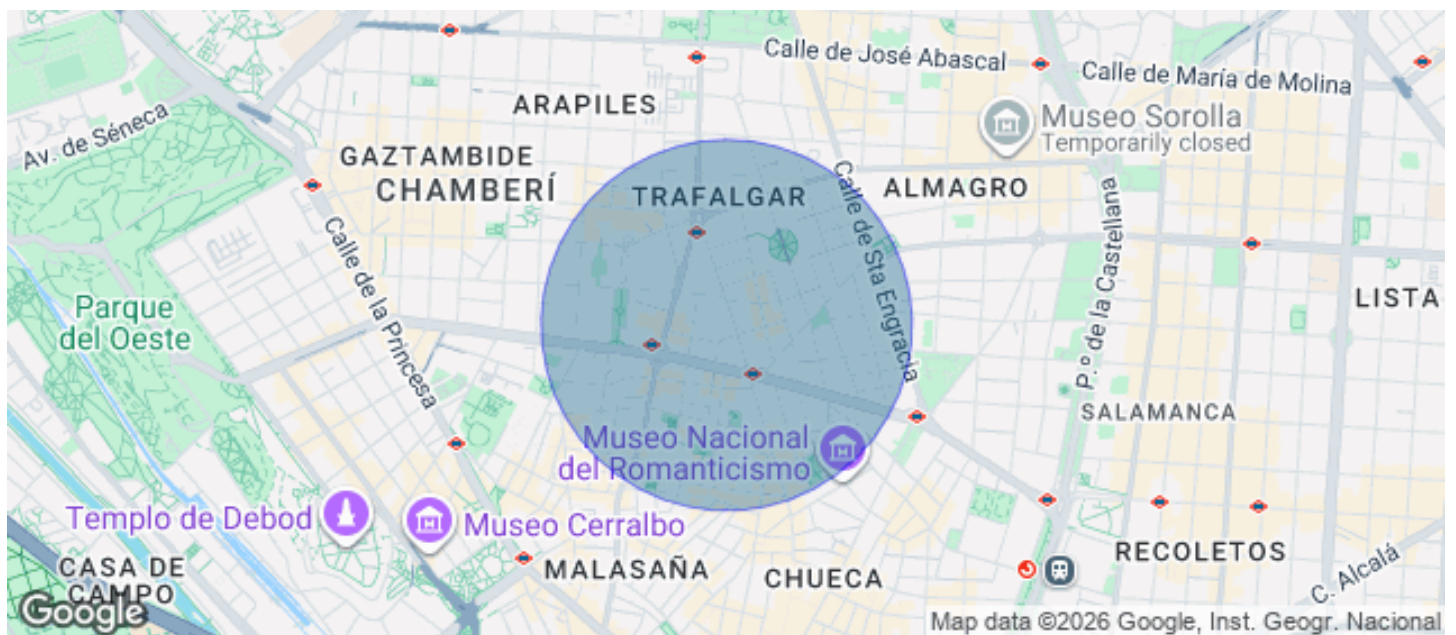 Calle de José Abascal
Calle de María de Molina
ARAPILES
Museo Sorolla
Temporarily closed
Av. de Séneca
GAZTAMBIDE
CHAMBERÍ
TRAFALGAR
ALMAGRO
Calle de Sta Engracia
Calle de la Princesa
P.º de la Castellana
LISTA
Parque
del Oeste
SALAMANCA
Museo Nacional
del Romanticismo
Templo de Debod
Museo Cerralbo
RECOLETOS
CASA DE
CAMPO
MALASAÑA
CHUECA
C. Alcalá
Google
Map data ©2026 Google, Inst. Geogr. Nacional